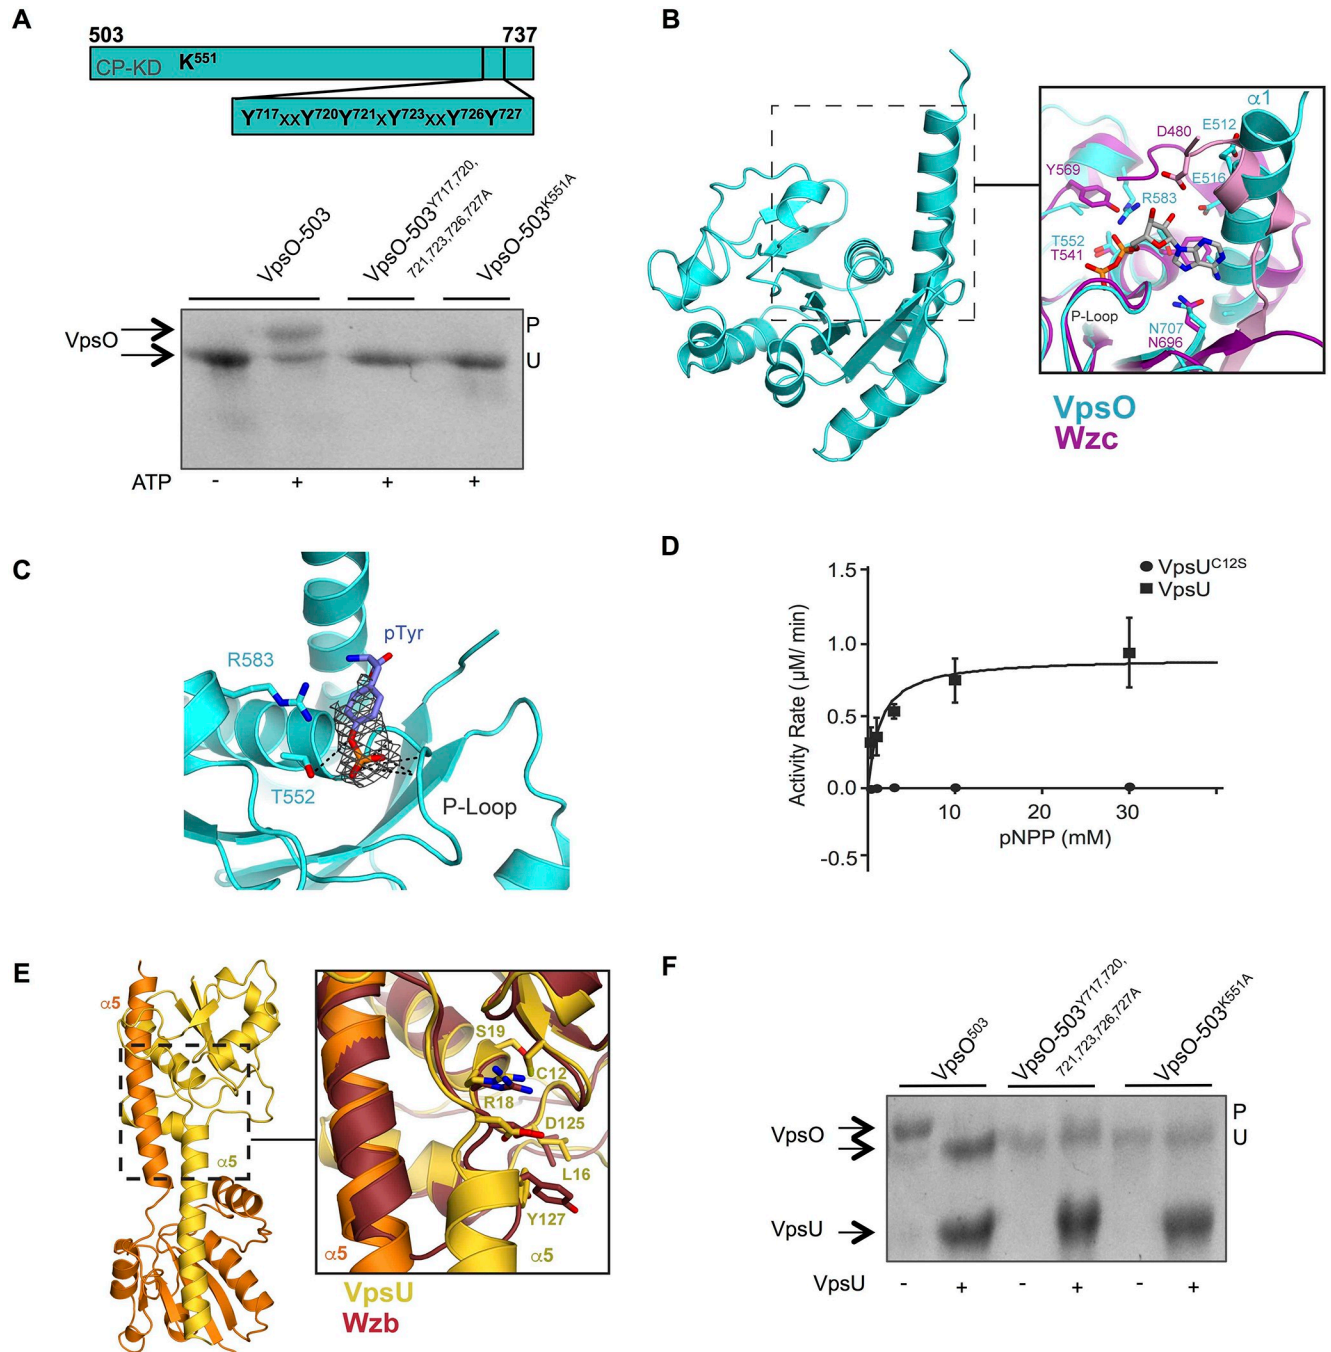 A
503 737
CP-KD K551
Y717xxY720Y721xY723xxY726Y727
VpsO-503
VpsO-503Y717,720,
721,723,726,727A
VpsO-503K551A
VpsO
P
U
ATP - + + +
B
α1
E512
D480
Y569
E516
R583
T552
T541
P-Loop
N707
N696
VpsO
Wzc
C
pTyr
R583
T552
P-Loop
D
VpsUC12S
VpsU
1.5
1.0
0.5
0.0
-0.5
10 20 30
Activity Rate (µM/ min)
pNPP (mM)
E
α5
α5
S19
C12
R18
D125
L16
Y127
α5
α5
VpsU
Wzb
F
VpsO503
VpsO-503Y717,720,
721,723,726,727A
VpsO-503K551A
VpsO
P
U
VpsU
VpsU - + - + - +